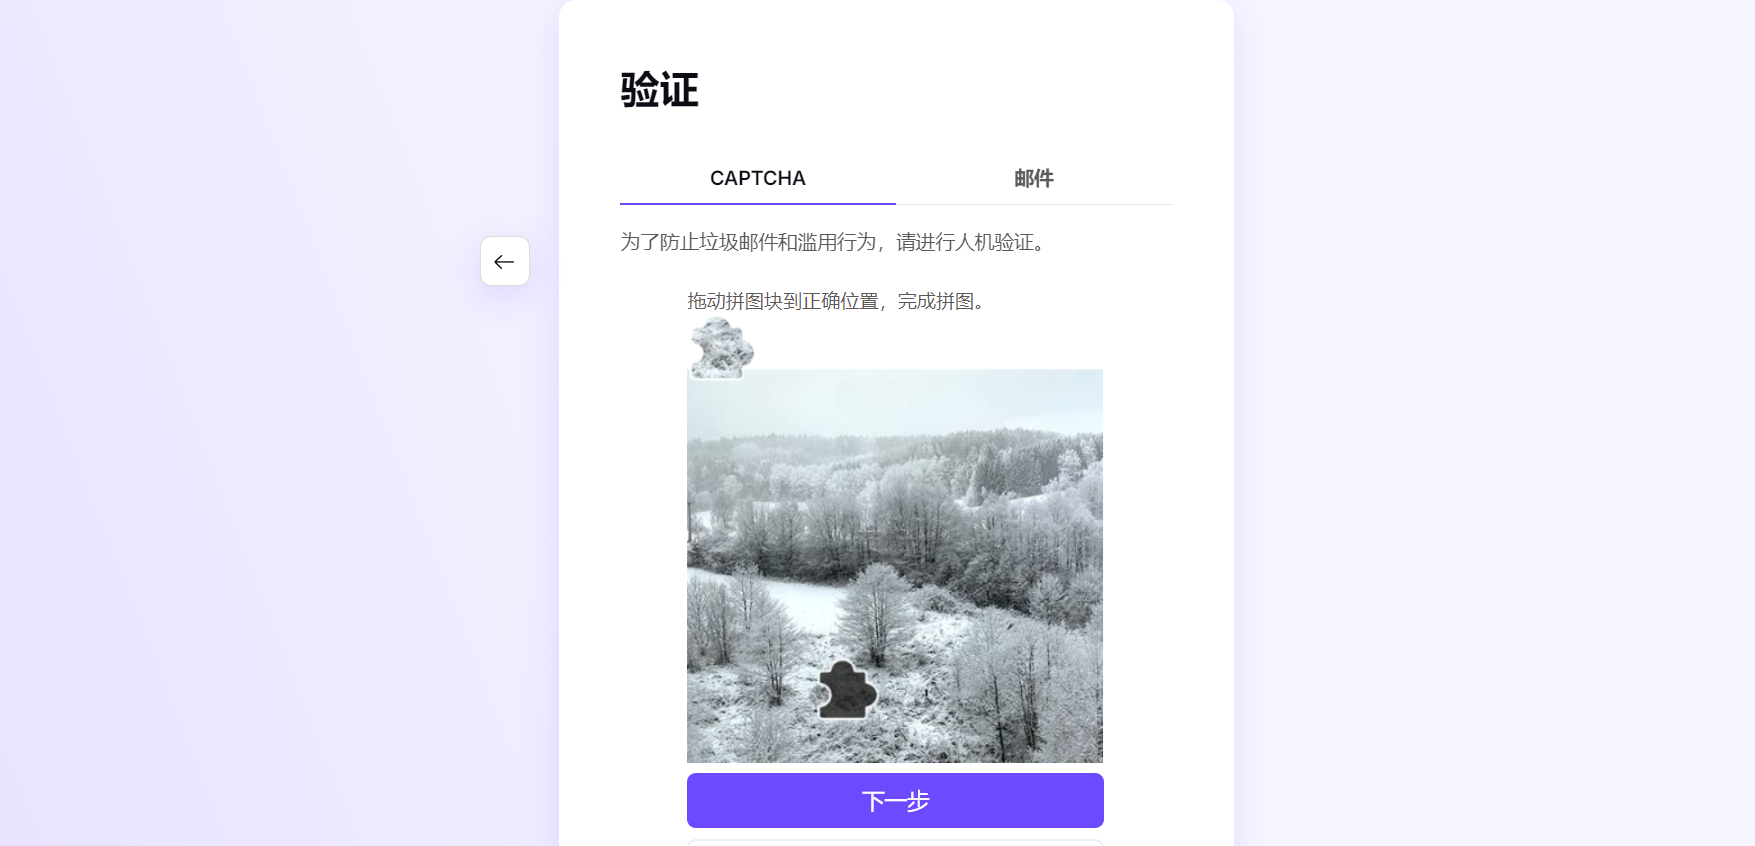 验证
CAPTCHA
邮件
为了防止垃圾邮件和滥用行为，请进行人机验证。
拖动拼图块到正确位置，完成拼图。
下一步